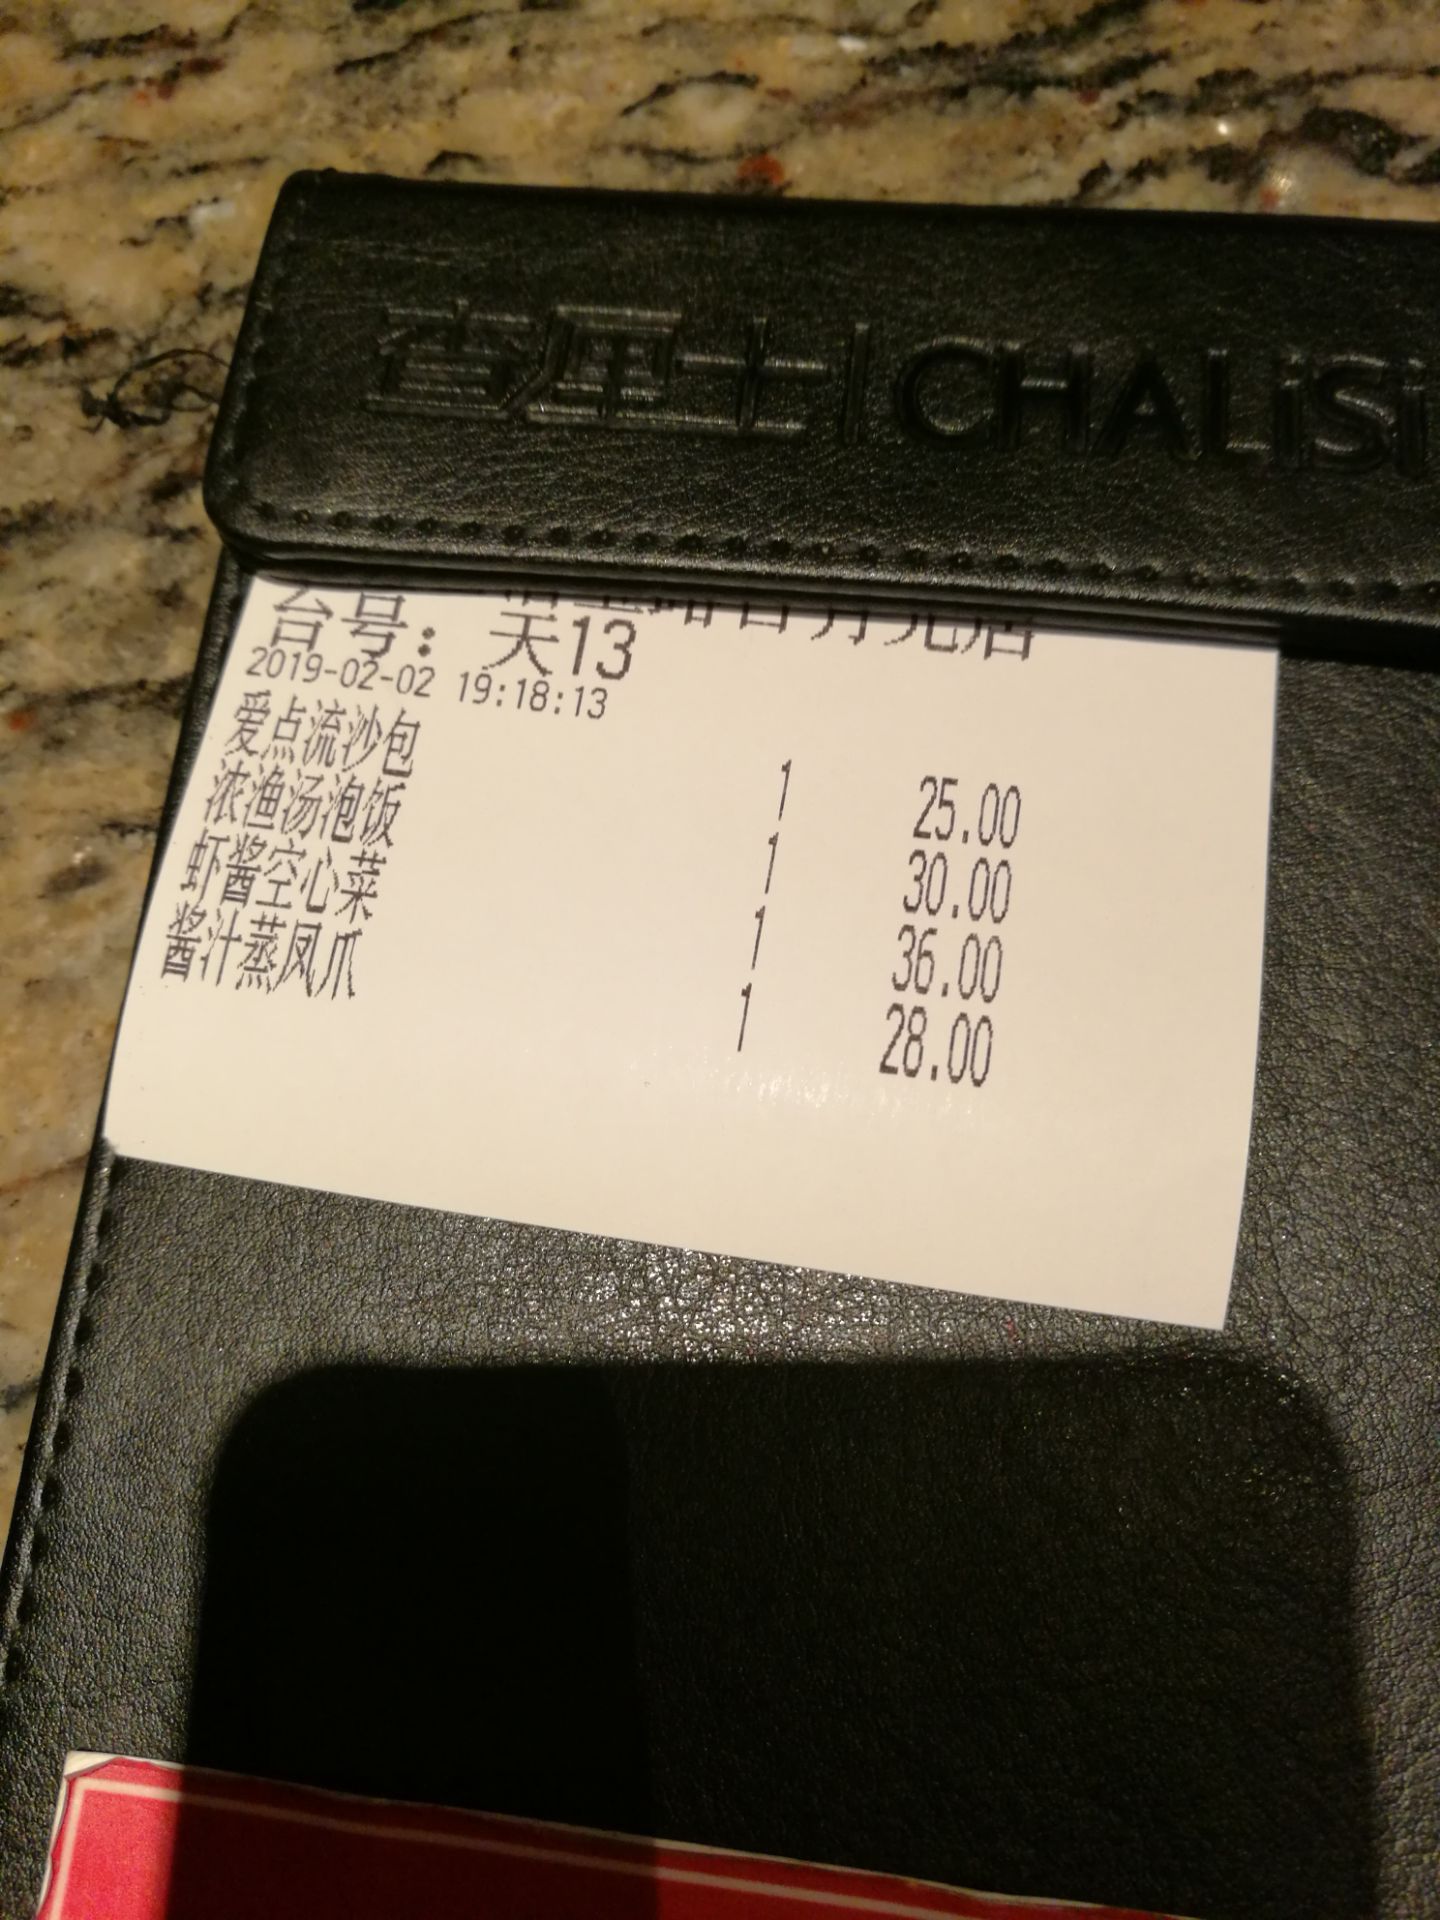 查理士 | CHALiSi
台号: 天13
2019-02-02 19:18:13
爱点流沙包 1 25.00
浓渔汤泡饭 1 30.00
虾酱空心菜 1 36.00
酱汁蒸凤爪 1 28.00